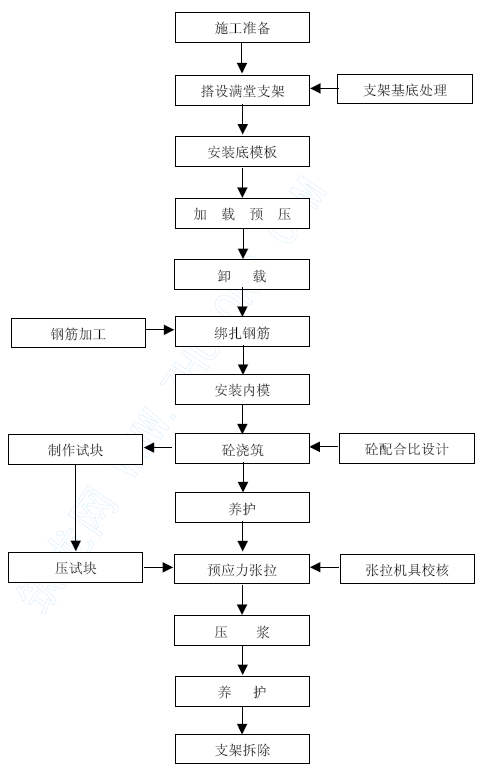 施工准备
搭设满堂支架
支架基底处理
安装底模板
加 载 预 压
卸 载
钢筋加工
绑扎钢筋
安装内模
制作试块
砼浇筑
砼配合比设计
养护
压试块
预应力张拉
张拉机具校核
压 浆
养 护
支架拆除